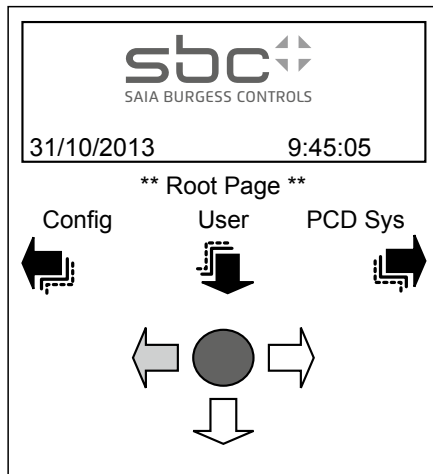 sbc
SAIA BURGESS CONTROLS
31/10/2013 9:45:05
** Root Page **
Config User PCD Sys